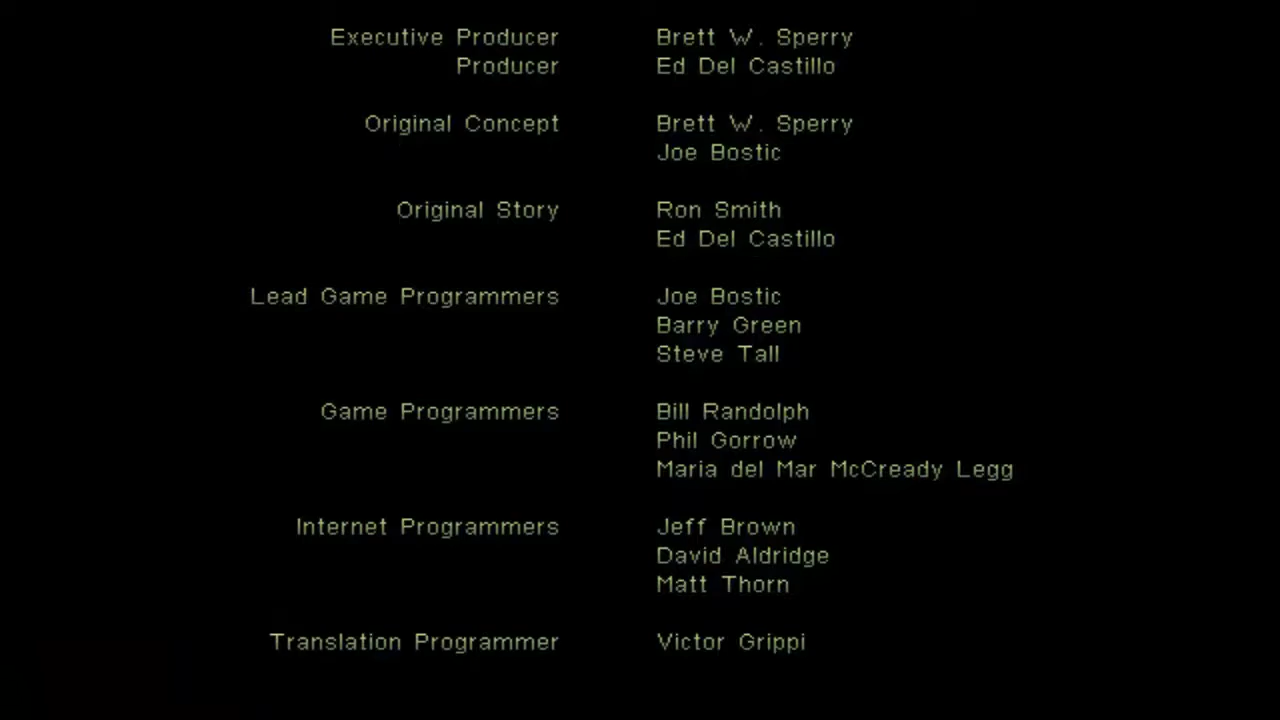 Executive Producer Brett W. Sperry
Producer Ed Del Castillo
Original Concept Brett W. Sperry
Joe Bostic
Original Story Ron Smith
Ed Del Castillo
Lead Game Programmers Joe Bostic
Barry Green
Steve Tall
Game Programmers Bill Randolph
Phil Gorrow
Maria del Mar McCready Legg
Internet Programmers Jeff Brown
David Aldridge
Matt Thorn
Translation Programmer Victor Grippi